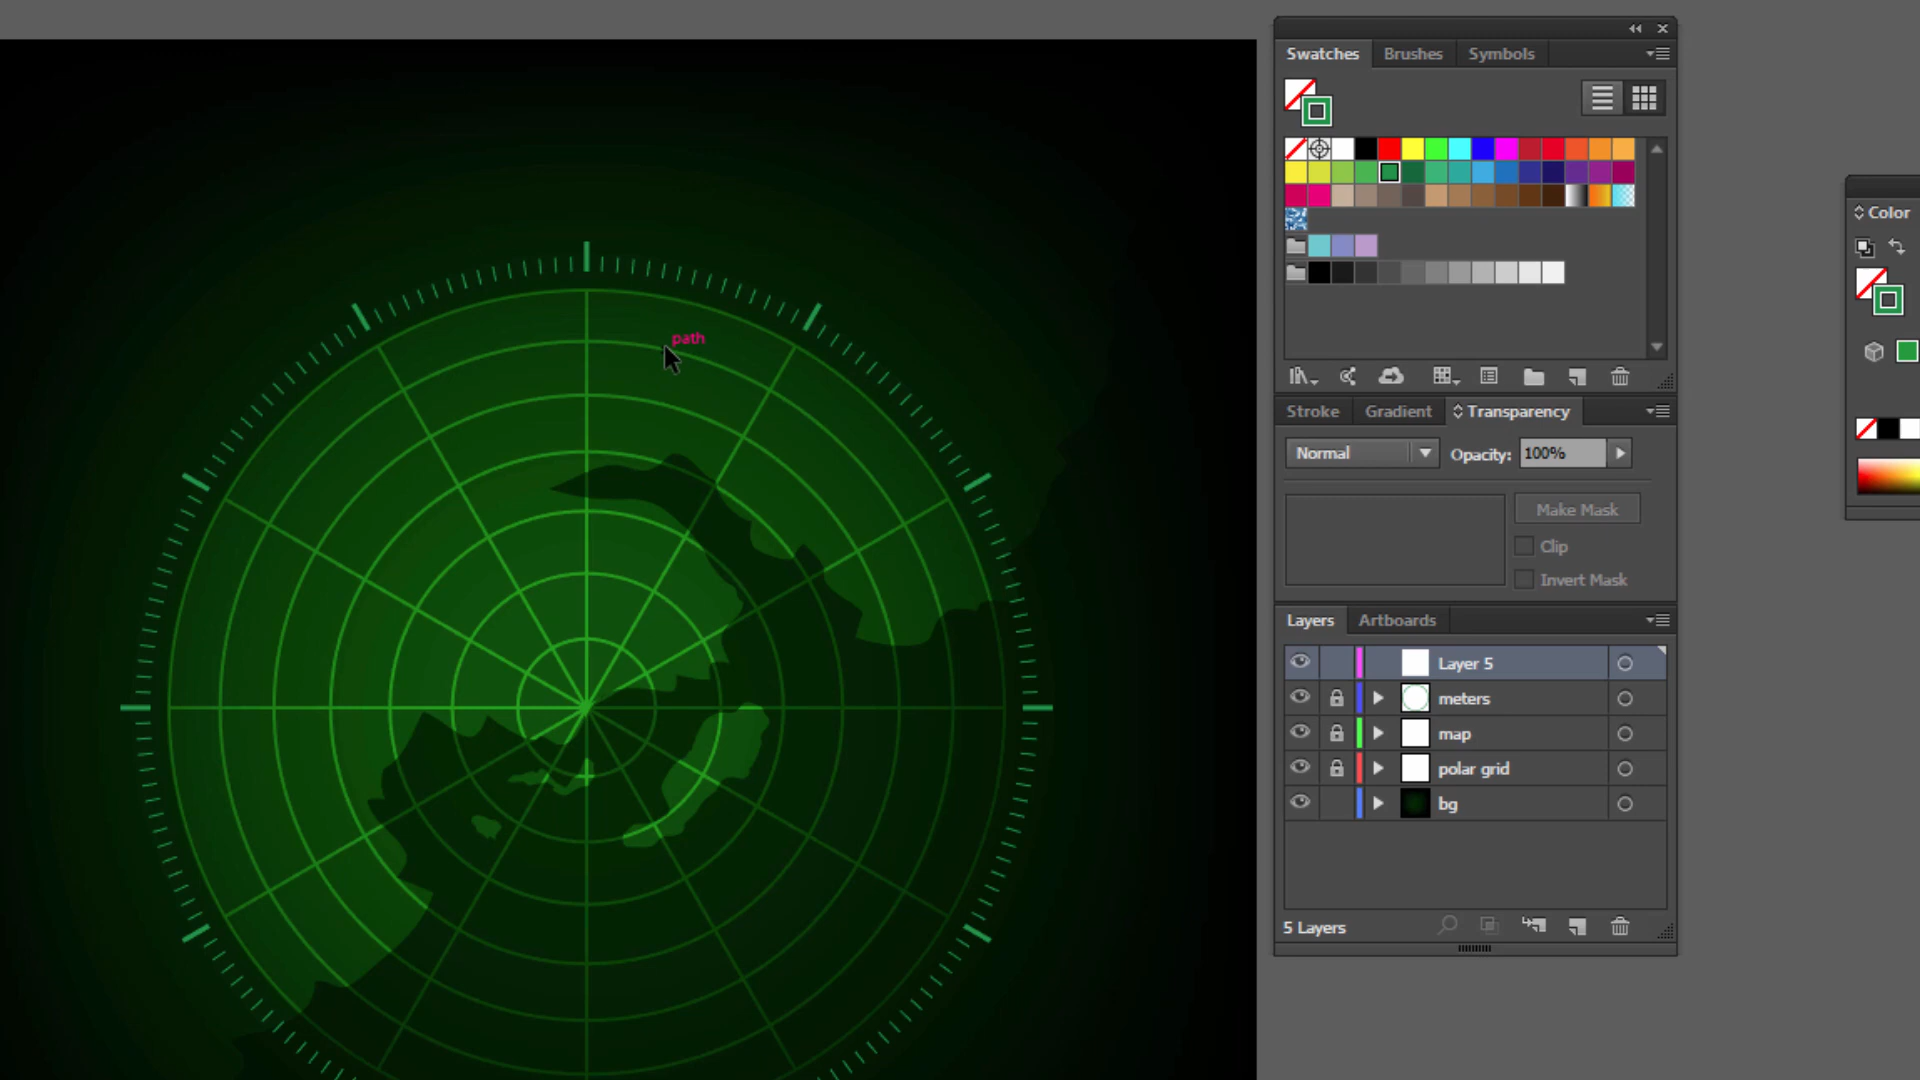 Swatches Brushes Symbols
Color
path
Stroke Gradient Transparency
Normal Opacity: 100%
Make Mask
Clip
Invert Mask
Layers Artboards
Layer 5
meters
map
polar grid
bg
5 Layers